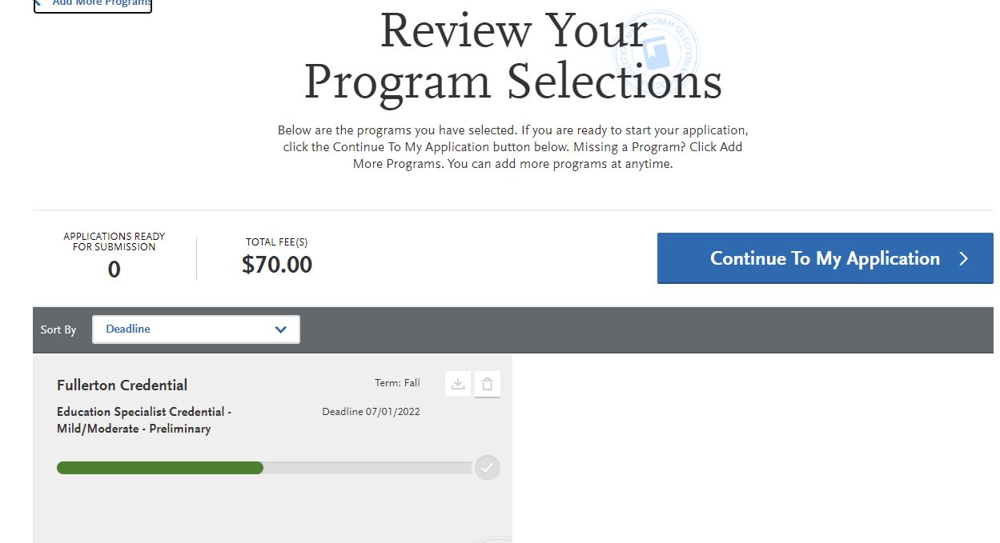 Add More Programs
Review Your
Program Selections
Below are the programs you have selected. If you are ready to start your application,
click the Continue To My Application button below. Missing a Program? Click Add
More Programs. You can add more programs at anytime.
APPLICATIONS READY
FOR SUBMISSION
0
TOTAL FEE(S)
$70.00
Continue To My Application
Sort By
Deadline
Fullerton Credential
Term: Fall
Education Specialist Credential -
Mild/Moderate - Preliminary
Deadline 07/01/2022